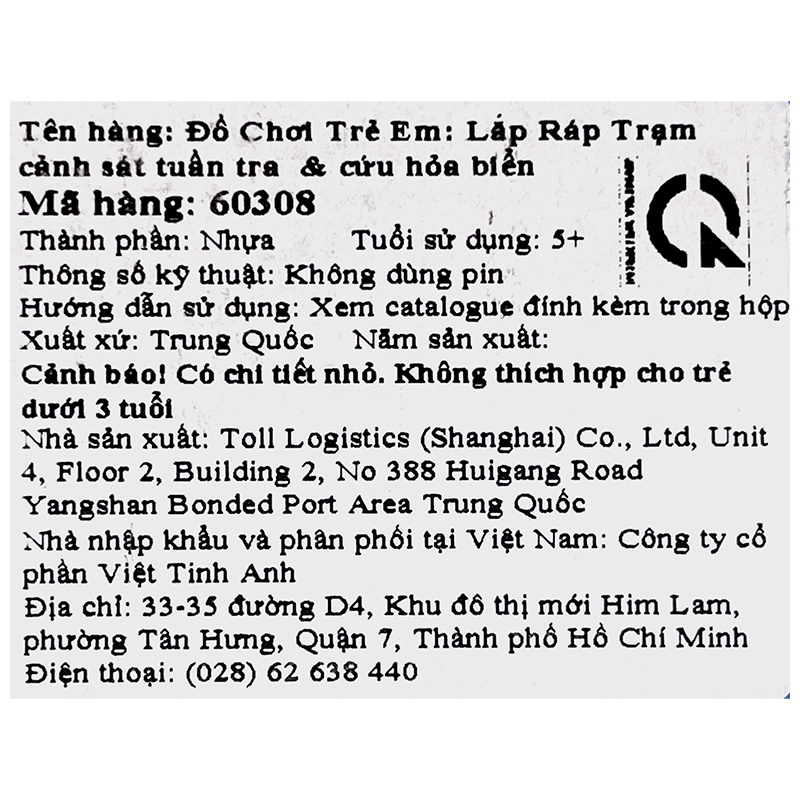 Tên hàng: Đồ Chơi Trẻ Em: Lắp Ráp Trạm
cảnh sát tuần tra & cứu hỏa biển
Mã hàng: 60308
Thành phần: Nhựa Tuổi sử dụng: 5+
Thông số kỹ thuật: Không dùng pin
Hướng dẫn sử dụng: Xem catalogue đính kèm trong hộp
Xuất xứ: Trung Quốc Năm sản xuất:
Cảnh báo! Có chi tiết nhỏ. Không thích hợp cho trẻ
dưới 3 tuổi
Nhà sản xuất: Toll Logistics (Shanghai) Co., Ltd, Unit
4, Floor 2, Building 2, No 388 Huigang Road
Yangshan Bonded Port Area Trung Quốc
Nhà nhập khẩu và phân phối tại Việt Nam: Công ty cổ
phần Việt Tinh Anh
Địa chỉ: 33-35 đường D4, Khu đô thị mới Him Lam,
phường Tân Hưng, Quận 7, Thành phố Hồ Chí Minh
Điện thoại: (028) 62 638 440